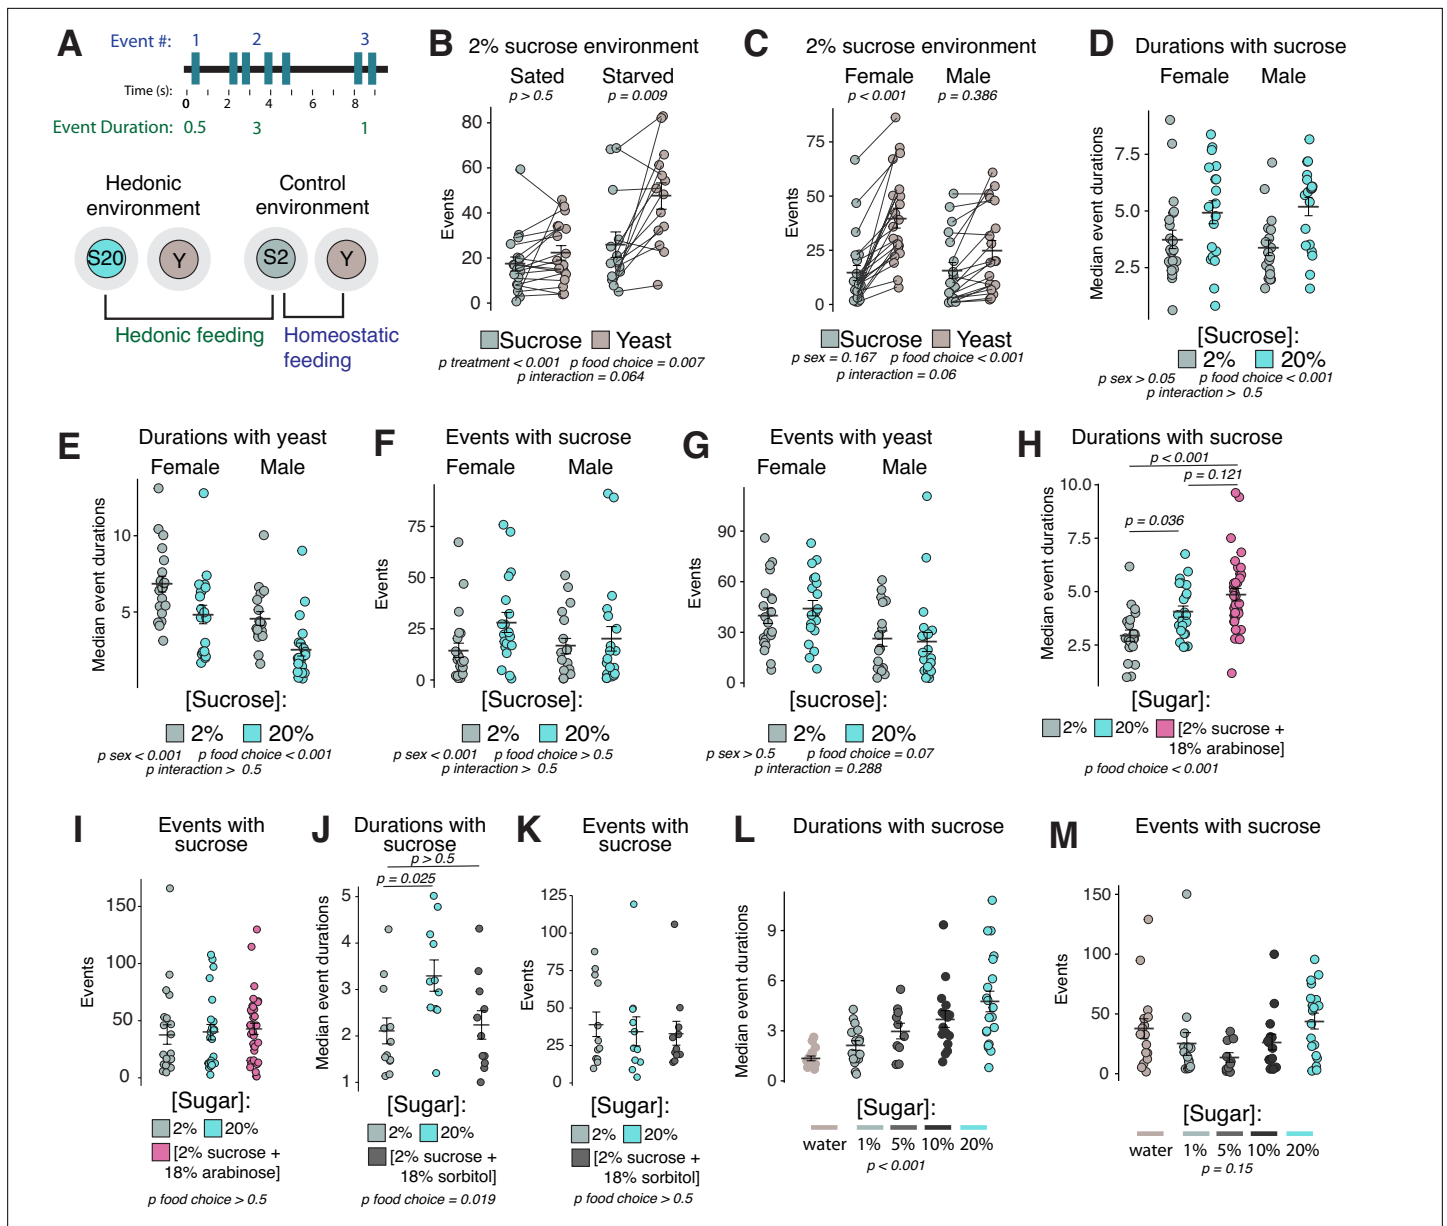 A
Event #: 1 2 3
Time (s): 0 2 4 6 8
Event Duration: 0.5 3 1
Hedonic environment
Control environment
S20 Y S2 Y
Hedonic feeding
Homeostatic feeding
B 2% sucrose environment
Sated Starved
p > 0.5 p = 0.009
Events
80
60
40
20
0
Sucrose Yeast
p treatment < 0.001 p food choice = 0.007
p interaction = 0.064
C 2% sucrose environment
Female Male
p < 0.001 p = 0.386
Events
75
50
25
0
Sucrose Yeast
p sex = 0.167 p food choice < 0.001
p interaction = 0.06
D Durations with sucrose
Female Male
Median event durations
7.5
5.0
2.5
[Sucrose]:
2% 20%
p sex > 0.05 p food choice < 0.001
p interaction > 0.5
E Durations with yeast
Female Male
Median event durations
10
5
[Sucrose]:
2% 20%
p sex < 0.001 p food choice < 0.001
p interaction > 0.5
F Events with sucrose
Female Male
Events
75
50
25
0
[Sucrose]:
2% 20%
p sex < 0.001 p food choice > 0.5
p interaction > 0.5
G Events with yeast
Female Male
Events
90
60
30
0
[sucrose]:
2% 20%
p sex > 0.5 p food choice = 0.07
p interaction = 0.288
H Durations with sucrose
p < 0.001
p = 0.121
p = 0.036
Median event durations
10.0
7.5
5.0
2.5
[Sugar]:
2% 20% [2% sucrose +
18% arabinose]
p food choice < 0.001
I Events with
sucrose
Events
150
100
50
0
[Sugar]:
2% 20%
[2% sucrose +
18% arabinose]
p food choice > 0.5
J Durations with
sucrose
p > 0.5
p = 0.025
Median event durations
5
4
3
2
1
[Sugar]:
2% 20%
[2% sucrose +
18% sorbitol]
p food choice = 0.019
K Events with
sucrose
Events
125
100
75
50
25
0
[Sugar]:
2% 20%
[2% sucrose +
18% sorbitol]
p food choice > 0.5
L Durations with sucrose
Median event durations
9
6
3
0
[Sugar]:
water 1% 5% 10% 20%
p < 0.001
M Events with sucrose
Events
150
100
50
0
[Sugar]:
water 1% 5% 10% 20%
p = 0.15